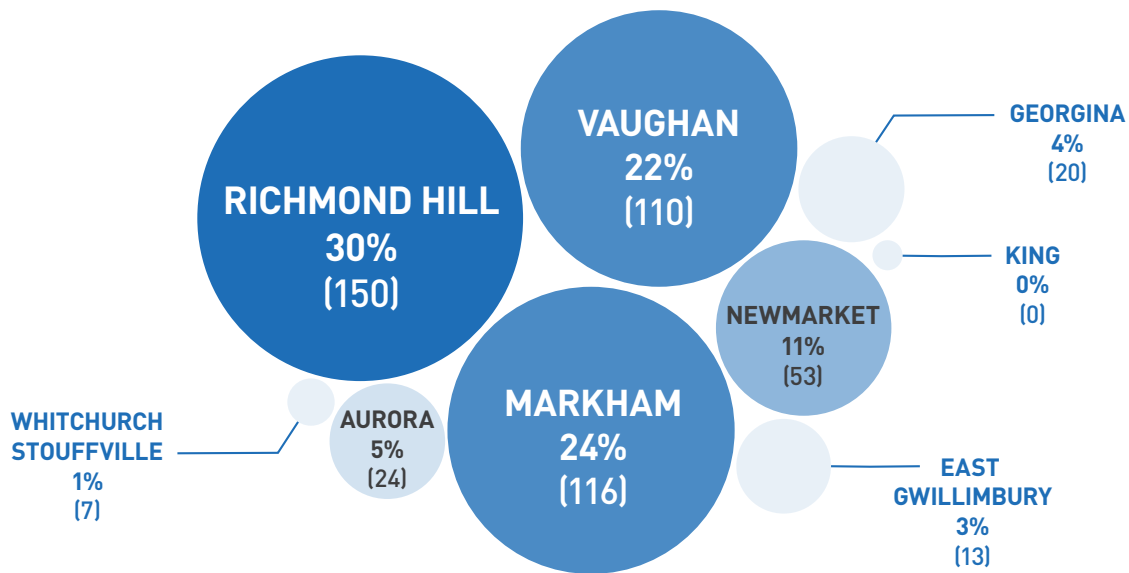 RICHMOND HILL
30%
(150)
VAUGHAN
22%
(110)
GEORGINA
4%
(20)
KING
0%
(0)
NEWMARKET
11%
(53)
MARKHAM
24%
(116)
AURORA
5%
(24)
WHITCHURCH
STOUFFVILLE
1%
(7)
EAST
GWILLIMBURY
3%
(13)